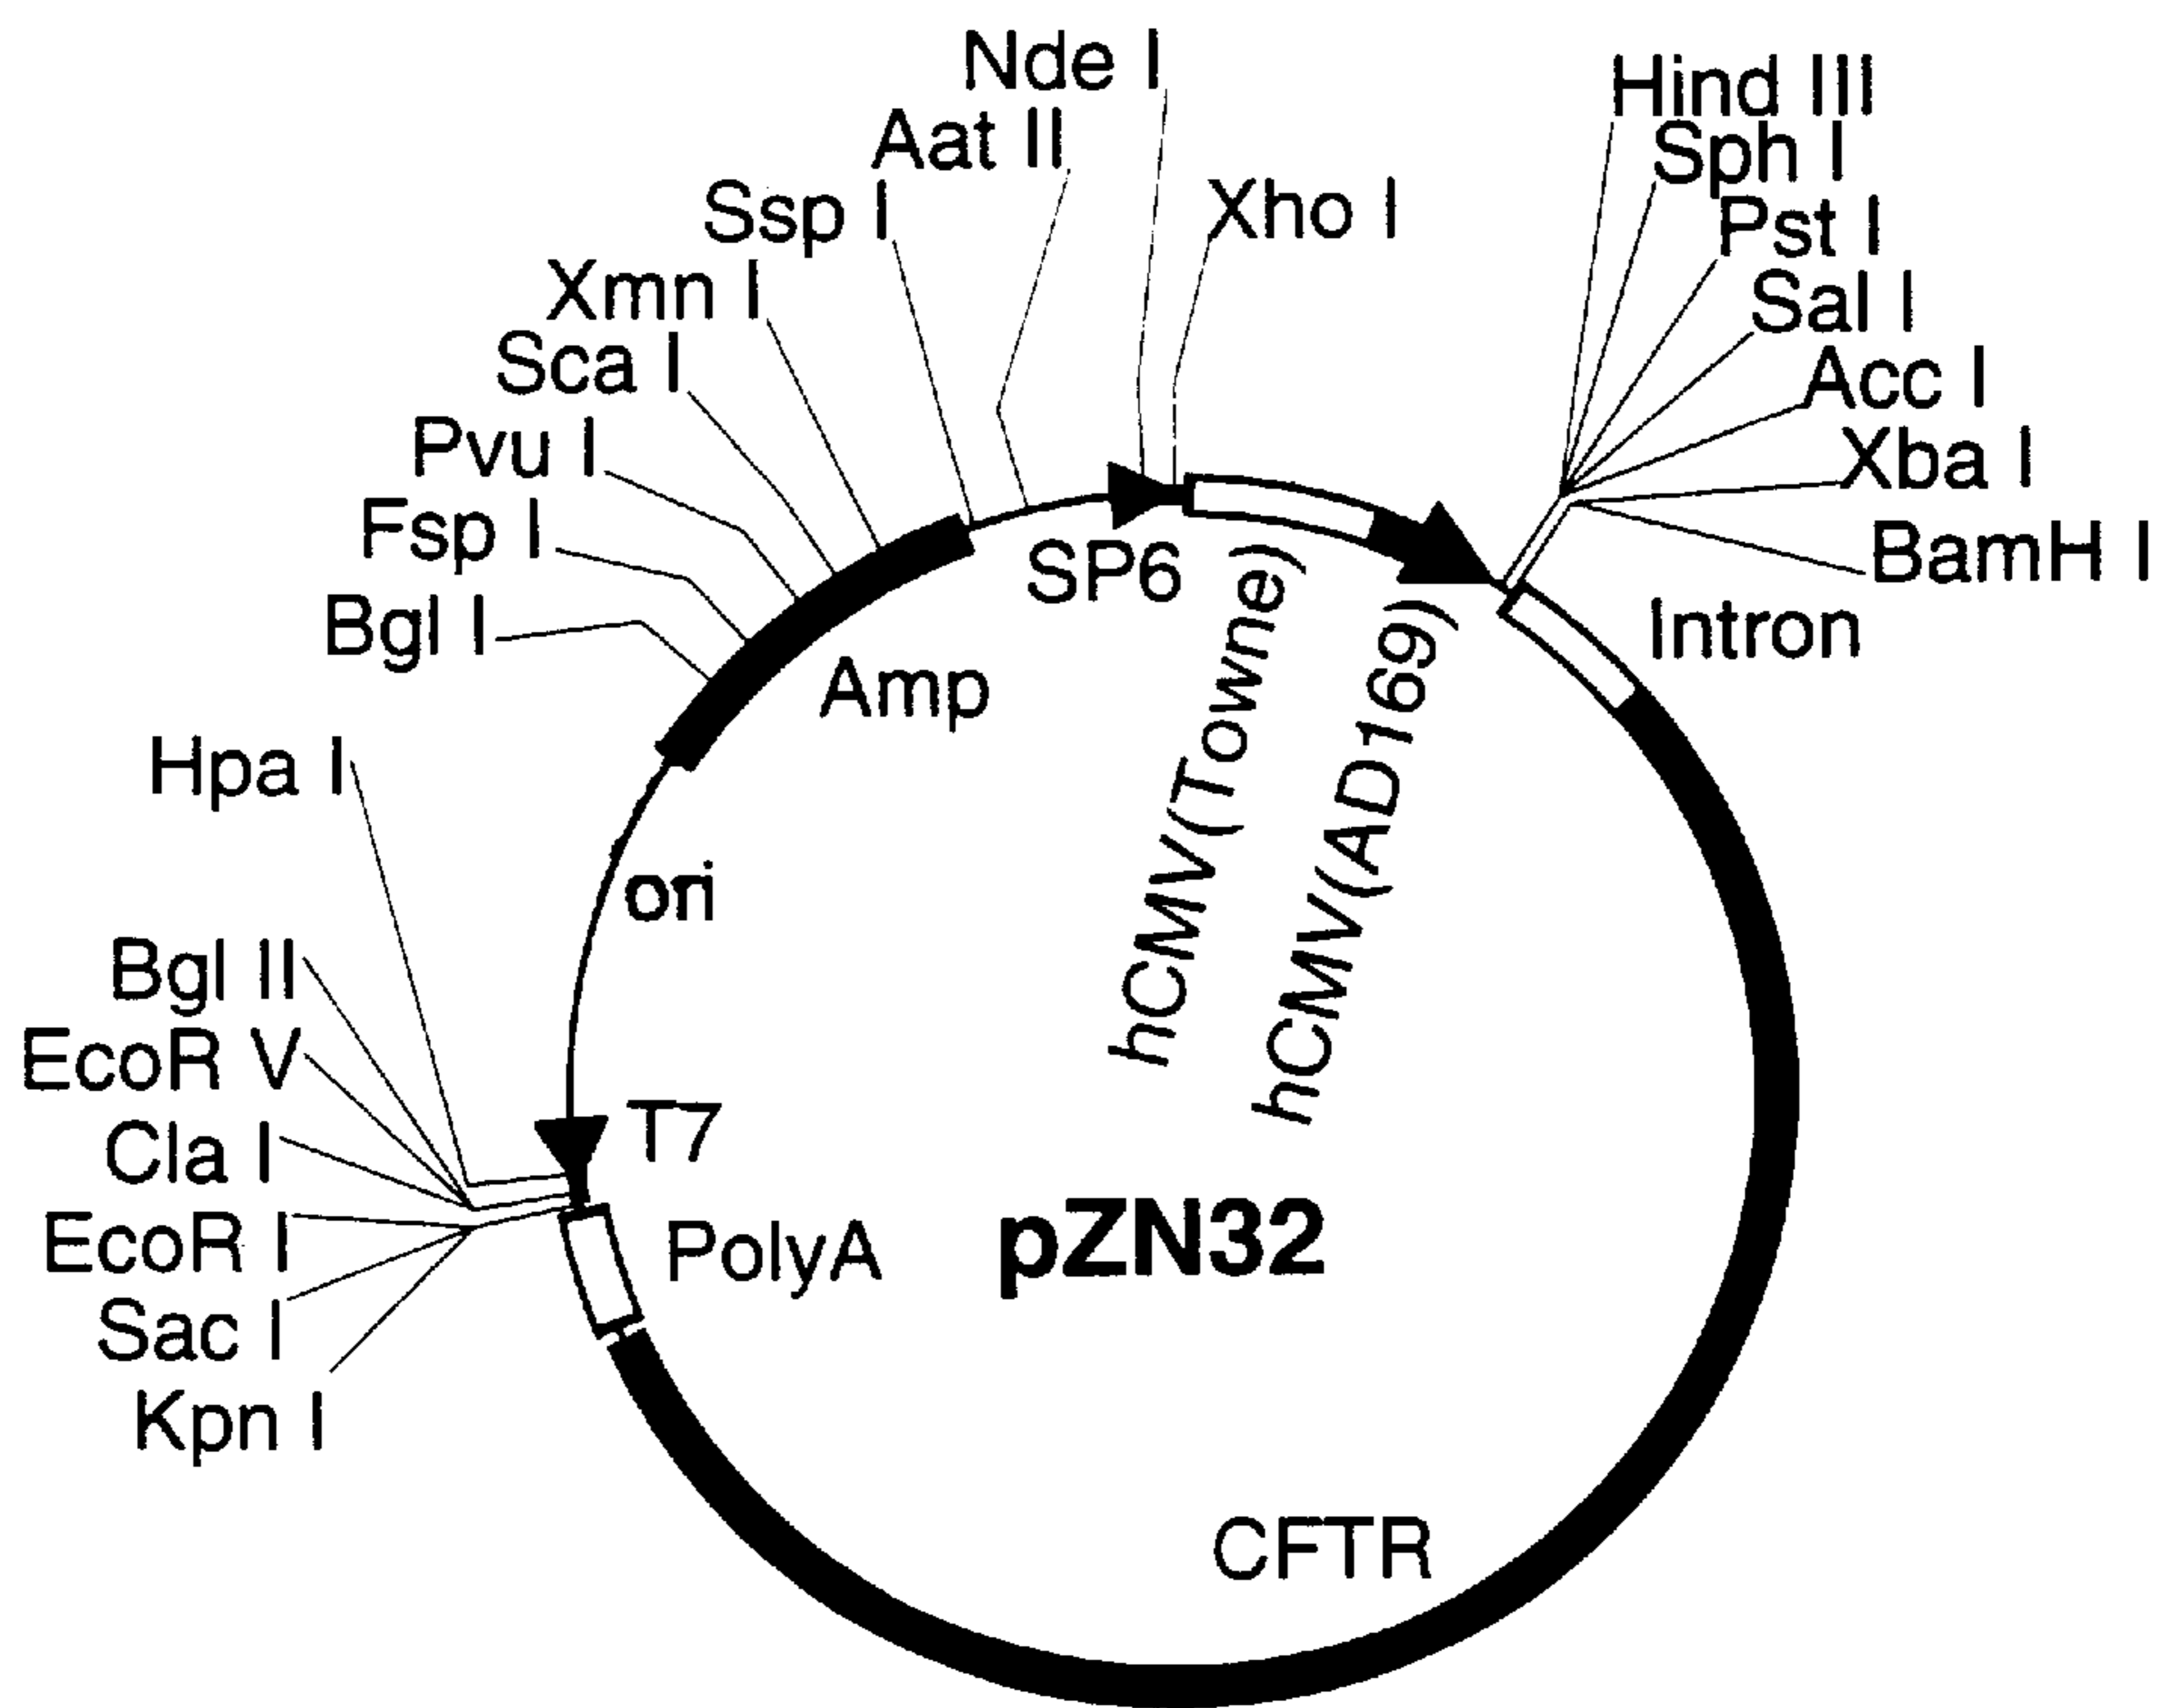 Nde I
Hind III
Aat II
Sph I
Ssp I
Xho I
Pst I
Xmn I
Sal I
Sca I
Acc I
Pvu I
Xba I
Fsp I
BamH I
SP6
Bgl I
Intron
Amp
hCMV(Towne)
hCMV(AD169)
Hpa I
ori
Bgl II
EcoR V
T7
Cla I
EcoR I
PolyA
pZN32
Sac I
Kpn I
CFTR